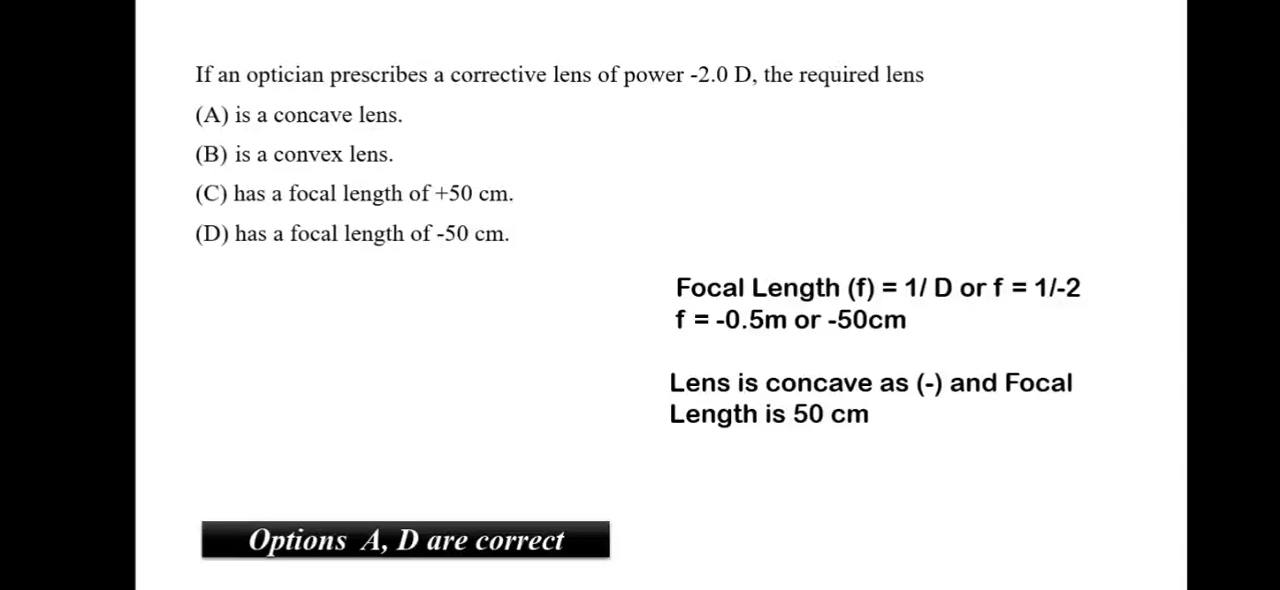 If an optician prescribes a corrective lens of power -2.0 D, the required lens
(A) is a concave lens.
(B) is a convex lens.
(C) has a focal length of +50 cm.
(D) has a focal length of -50 cm.
Focal Length (f) = 1/ D or f = 1/-2
f = -0.5m or -50cm
Lens is concave as (-) and Focal
Length is 50 cm
Options A, D are correct